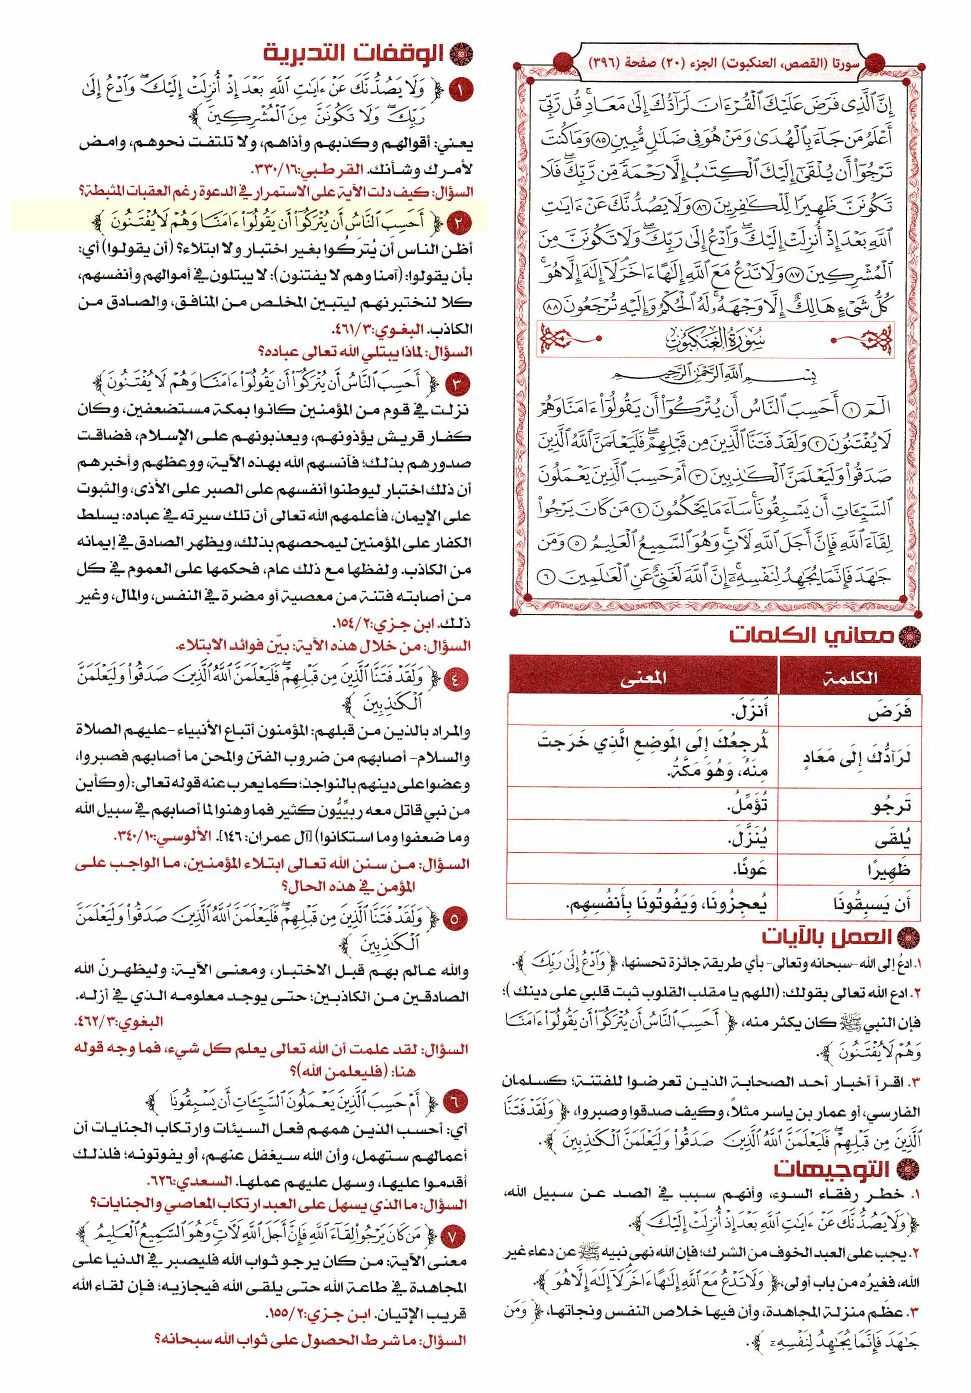 سورتا (القصص، العنكبوت) الجزء (٢٠) صفحة (٣٩٦)
إِنَّ ٱلَّذِى فَرَضَ عَلَيْكَ ٱلْقُرْءَانَ لَرَآدُّكَ إِلَىٰ مَعَادٍ قُل رَّبِّىٓ
أَعْلَمُ مَن جَآءَ بِٱلْهُدَىٰ وَمَنْ هُوَ فِى ضَلَٰلٍ مُّبِينٍ ٨٥ وَمَا كُنتَ
تَرْجُوٓا۟ أَن يُلْقَىٰٓ إِلَيْكَ ٱلْكِتَٰبُ إِلَّا رَحْمَةً مِّن رَّبِّكَ فَلَا
تَكُونَنَّ ظَهِيرًا لِّلْكَٰفِرِينَ ٨٦ وَلَا يَصُدُّنَّكَ عَنْ ءَايَٰتِ
ٱللَّهِ بَعْدَ إِذْ أُنزِلَتْ إِلَيْكَ وَٱدْعُ إِلَىٰ رَبِّكَ وَلَا تَكُونَنَّ مِنَ
ٱلْمُشْرِكِينَ ٨٧ وَلَا تَدْعُ مَعَ ٱللَّهِ إِلَٰهًا ءَاخَرَ لَآ إِلَٰهَ إِلَّا هُوَ
كُلُّ شَىْءٍ هَالِكٌ إِلَّا وَجْهَهُۥ لَهُ ٱلْحُكْمُ وَإِلَيْهِ تُرْجَعُونَ ٨٨
سُورَةُ العَنكَبُوتِ
بِسْمِ ٱللَّهِ ٱلرَّحْمَٰنِ ٱلرَّحِيمِ
الٓمٓ ١ أَحَسِبَ ٱلنَّاسُ أَن يُتْرَكُوٓا۟ أَن يَقُولُوٓا۟ ءَامَنَّا وَهُمْ
لَا يُفْتَنُونَ ٢ وَلَقَدْ فَتَنَّا ٱلَّذِينَ مِن قَبْلِهِمْ فَلَيَعْلَمَنَّ ٱللَّهُ ٱلَّذِينَ
صَدَقُوا۟ وَلَيَعْلَمَنَّ ٱلْكَٰذِبِينَ ٣ أَمْ حَسِبَ ٱلَّذِينَ يَعْمَلُونَ
ٱلسَّيِّـَٔاتِ أَن يَسْبِقُونَا سَآءَ مَا يَحْكُمُونَ ٤ مَن كَانَ يَرْجُوا۟
لِقَآءَ ٱللَّهِ فَإِنَّ أَجَلَ ٱللَّهِ لَءَاتٍ وَهُوَ ٱلسَّمِيعُ ٱلْعَلِيمُ ٥ وَمَن
جَٰهَدَ فَإِنَّمَا يُجَٰهِدُ لِنَفْسِهِۦٓ إِنَّ ٱللَّهَ لَغَنِىٌّ عَنِ ٱلْعَٰلَمِينَ ٦
معاني الكلمات
الكلمة المعنى
فَرَضَ أَنزَلَ.
لَرَادُّكَ إِلَى مَعَادٍ لَمُرجِعُكَ إِلَى المَوضِعِ الَّذِي خَرَجتَ
مِنهُ، وَهُوَ مَكَّةُ.
تَرجُو تُؤَمِّلُ.
يُلقَى يُنَزَّلَ.
ظَهِيرًا عَونًا.
أَن يَسبِقُونَا يُعجِزُونَا، وَيَفُوتُونَا بِأَنفُسِهِم.
العمل بالآيات
١. ادعُ إلى الله -سبحانه وتعالى- بأي طريقة جائزة تحسنها، ﴿ وَٱدْعُ إِلَىٰ رَبِّكَ ﴾.
٢. ادع الله تعالى بقولك: (اللهم يا مقلب القلوب ثبت قلبي على دينك )؛
فإن النبي ﷺ كان يكثر منه، ﴿ أَحَسِبَ ٱلنَّاسُ أَن يُتْرَكُوٓا۟ أَن يَقُولُوٓا۟ ءَامَنَّا
وَهُمْ لَا يُفْتَنُونَ ﴾.
٣. اقرأ أخبار أحد الصحابة الذين تعرضوا للفتنة؛ كسلمان
الفارسي، أو عمار بن ياسر مثلاً، وكيف صدقوا وصبروا، ﴿ وَلَقَدْ فَتَنَّا
ٱلَّذِينَ مِن قَبْلِهِمْ فَلَيَعْلَمَنَّ ٱللَّهُ ٱلَّذِينَ صَدَقُوا۟ وَلَيَعْلَمَنَّ ٱلْكَٰذِبِينَ ﴾.
التوجيهات
١. خطر رفقاء السوء، وأنهم سبب في الصد عن سبيل الله،
﴿ وَلَا يَصُدُّنَّكَ عَنْ ءَايَٰتِ ٱللَّهِ بَعْدَ إِذْ أُنزِلَتْ إِلَيْكَ ﴾.
٢. يجب على العبد الخوف من الشرك؛ فإن الله نهى نبيه ﷺ عن دعاء غير
الله، فغيرُه من باب أولى، ﴿ وَلَا تَدْعُ مَعَ ٱللَّهِ إِلَٰهًا ءَاخَرَ لَآ إِلَٰهَ إِلَّا هُوَ ﴾.
٣. عظَم منزلة المجاهدة، وأن فيها خلاص النفس ونجاتها، ﴿ وَمَن
جَٰهَدَ فَإِنَّمَا يُجَٰهِدُ لِنَفْسِهِۦٓ ﴾.
الوقفات التدبرية
١ ﴿ وَلَا يَصُدُّنَّكَ عَنْ ءَايَٰتِ ٱللَّهِ بَعْدَ إِذْ أُنزِلَتْ إِلَيْكَ وَٱدْعُ إِلَىٰ
رَبِّكَ وَلَا تَكُونَنَّ مِنَ ٱلْمُشْرِكِينَ ﴾
يعني: أقوالهم وكذبهم وأذاهم، ولا تلتفت نحوهم، وامض
لأمرك وشأنك. القرطبي: ٣٣٠/١٦.
السؤال: كيف دلت الآية على الاستمرار في الدعوة رغم العقبات المثبطة؟
٢ ﴿ أَحَسِبَ ٱلنَّاسُ أَن يُتْرَكُوٓا۟ أَن يَقُولُوٓا۟ ءَامَنَّا وَهُمْ لَا يُفْتَنُونَ ﴾
أظن الناس أن يُترَكُوا بغير اختبار ولا ابتلاء؟ (أن يقولوا) أي:
بأن يقولوا: (آمنا وهم لا يفتنون): لا يبتلون في أموالهم وأنفسهم،
كلا لنختبرنهم ليتبين المخلص من المنافق، والصادق من
الكاذب. البغوي: ٤٦١/٣.
السؤال: لماذا يبتلي الله تعالى عباده؟
٣ ﴿ أَحَسِبَ ٱلنَّاسُ أَن يُتْرَكُوٓا۟ أَن يَقُولُوٓا۟ ءَامَنَّا وَهُمْ لَا يُفْتَنُونَ ﴾
نزلت في قوم من المؤمنين كانوا بمكة مستضعفين، وكان
كفار قريش يؤذونهم، ويعذبونهم على الإسلام، فضاقت
صدورهم بذلك؛ فآنسهم الله بهذه الآية، ووعظهم وأخبرهم
أن ذلك اختبار ليوطنوا أنفسهم على الصبر على الأذى، والثبوت
على الإيمان، فأعلمهم الله تعالى أن تلك سيرته في عباده: يسلط
الكفار على المؤمنين ليمحصهم بذلك، ويظهر الصادق في إيمانه
من الكاذب. ولفظها مع ذلك عام، فحكمها على العموم في كل
من أصابته فتنة من معصية أو مضرة في النفس، والمال، وغير
ذلك. ابن جزي: ١٥٤/٢.
السؤال: من خلال هذه الآية: بيّن فوائد الابتلاء.
٤ ﴿ وَلَقَدْ فَتَنَّا ٱلَّذِينَ مِن قَبْلِهِمْ فَلَيَعْلَمَنَّ ٱللَّهُ ٱلَّذِينَ صَدَقُوا۟ وَلَيَعْلَمَنَّ
ٱلْكَٰذِبِينَ ﴾
والمراد بالذين من قبلهم: المؤمنون أتباع الأنبياء -عليهم الصلاة
والسلام- أصابهم من ضروب الفتن والمحن ما أصابهم فصبروا،
وعضوا على دينهم بالنواجذ؛ كما يعرب عنه قوله تعالى: (وكأين
من نبي قاتل معه ربيُّون كثير فما وهنوا لما أصابهم في سبيل الله
وما ضعفوا وما استكانوا) [آل عمران: ١٤٦]. الألوسي: ٣٤٠/١٠.
السؤال: من سنن الله تعالى ابتلاء المؤمنين، ما الواجب على
المؤمن في هذه الحال؟
٥ ﴿ وَلَقَدْ فَتَنَّا ٱلَّذِينَ مِن قَبْلِهِمْ فَلَيَعْلَمَنَّ ٱللَّهُ ٱلَّذِينَ صَدَقُوا۟ وَلَيَعْلَمَنَّ
ٱلْكَٰذِبِينَ ﴾
والله عالم بهم قبل الاختبار، ومعنى الآية: وليظهرنّ الله
الصادقين من الكاذبين؛ حتى يوجد معلومه الذي في أزله.
البغوي: ٤٦٢/٣.
السؤال: لقد علمت أن الله تعالى يعلم كل شيء، فما وجه قوله
هنا: (فليعلمن الله)؟
٦ ﴿ أَمْ حَسِبَ ٱلَّذِينَ يَعْمَلُونَ ٱلسَّيِّـَٔاتِ أَن يَسْبِقُونَا ﴾
أي: أحسب الذين همهم فعل السيئات وارتكاب الجنايات أن
أعمالهم ستهمل، وأن الله سيغفل عنهم، أو يفوتونه؛ فلذلك
أقدموا عليها، وسهل عليهم عملها. السعدي: ٦٢٦.
السؤال: ما الذي يسهل على العبد ارتكاب المعاصي والجنايات؟
٧ ﴿ مَن كَانَ يَرْجُوا۟ لِقَآءَ ٱللَّهِ فَإِنَّ أَجَلَ ٱللَّهِ لَءَاتٍ وَهُوَ ٱلسَّمِيعُ ٱلْعَلِيمُ ﴾
معنى الآية: من كان يرجو ثواب الله فليصبر في الدنيا على
المجاهدة في طاعة الله حتى يلقى الله فيجازيه؛ فإن لقاء الله
قريب الإتيان. ابن جزي: ١٥٥/٢.
السؤال: ما شرط الحصول على ثواب الله سبحانه؟